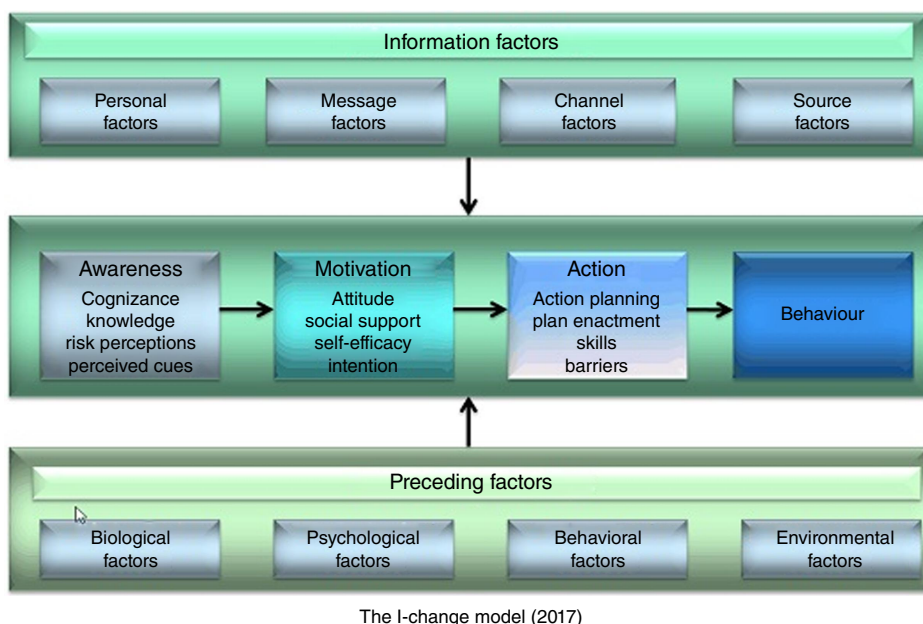 Information factors
Personal
factors
Message
factors
Channel
factors
Source
factors
Awareness
Cognizance
knowledge
risk perceptions
perceived cues
Motivation
Attitude
social support
self-efficacy
intention
Action
Action planning
plan enactment
skills
barriers
Behaviour
Preceding factors
Biological
factors
Psychological
factors
Behavioral
factors
Environmental
factors
The I-change model (2017)